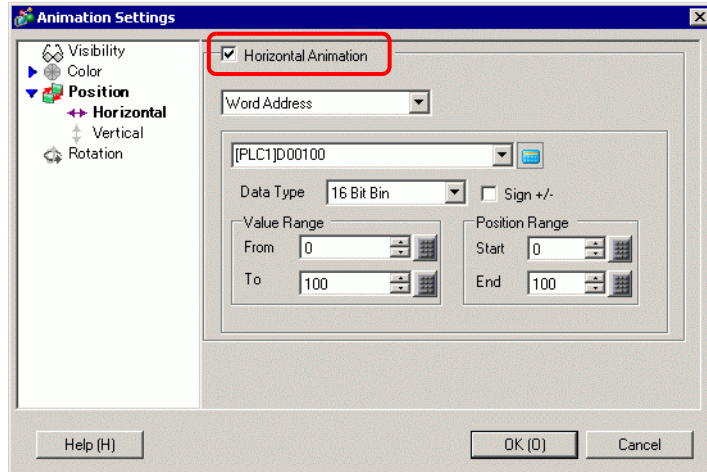 Animation Settings
Visibility
Color
Position
Horizontal
Vertical
Rotation
Horizontal Animation
Word Address
[PLC1]D00100
Data Type 16 Bit Bin Sign +/-
Value Range Position Range
From 0 Start 0
To 100 End 100
Help (H) OK (O) Cancel